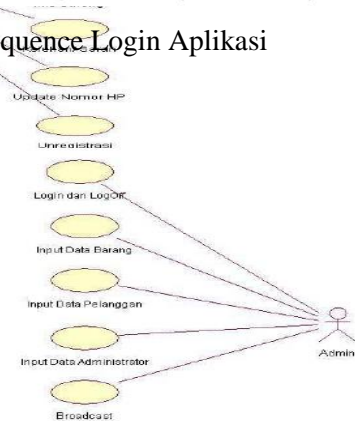 quence Login Aplikasi
Update Nomor HP
Unregistrasi
Login dan LogOff
Input Data Barang
Input Data Pelanggan
Input Data Administrator
Admin
Broadcast